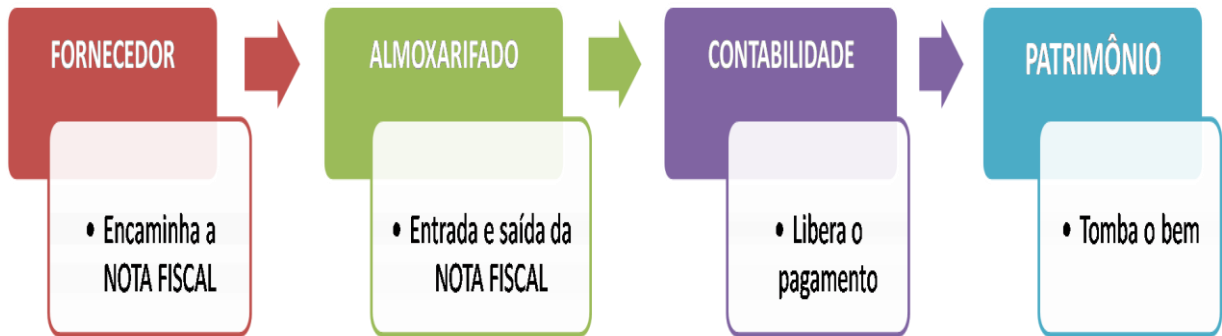 FORNECEDOR
• Encaminha a
NOTA FISCAL
ALMOXARIFADO
• Entrada e saída da
NOTA FISCAL
CONTABILIDADE
• Libera o
pagamento
PATRIMÔNIO
• Tomba o bem